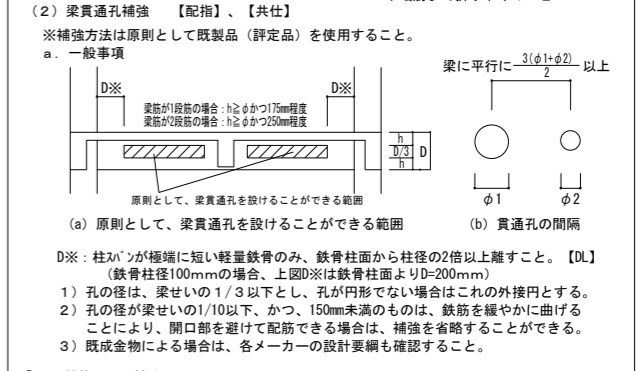 (2) 梁貫通孔補強 【配指】、【共仕】
※補強方法は原則として既製品(評定品)を使用すること。
a. 一般事項
D※
D※
梁筋が1段筋の場合:h≧φかつ175mm程度
梁筋が2段筋の場合:h≧φかつ250mm程度
h
D/3
h
D
原則として、梁貫通孔を設けることができる範囲
(a) 原則として、梁貫通孔を設けることができる範囲
梁に平行に 3(φ1+φ2)/2 以上
φ1
φ2
(b) 貫通孔の間隔
D※:柱スパンが極端に短い軽量鉄骨のみ、鉄骨柱面から柱径の2倍以上離すこと。【DL】
(鉄骨柱径100mmの場合、上図D※は鉄骨柱面よりD=200mm)
1) 孔の径は、梁せいの1/3以下とし、孔が円形でない場合はこれの外接円とする。
2) 孔の径が梁せいの1/10以下、かつ、150mm未満のものは、鉄筋を緩やかに曲げる
ことにより、開口部を避けて配筋できる場合は、補強を省略することができる。
3) 既成金物による場合は、各メーカーの設計要綱も確認すること。